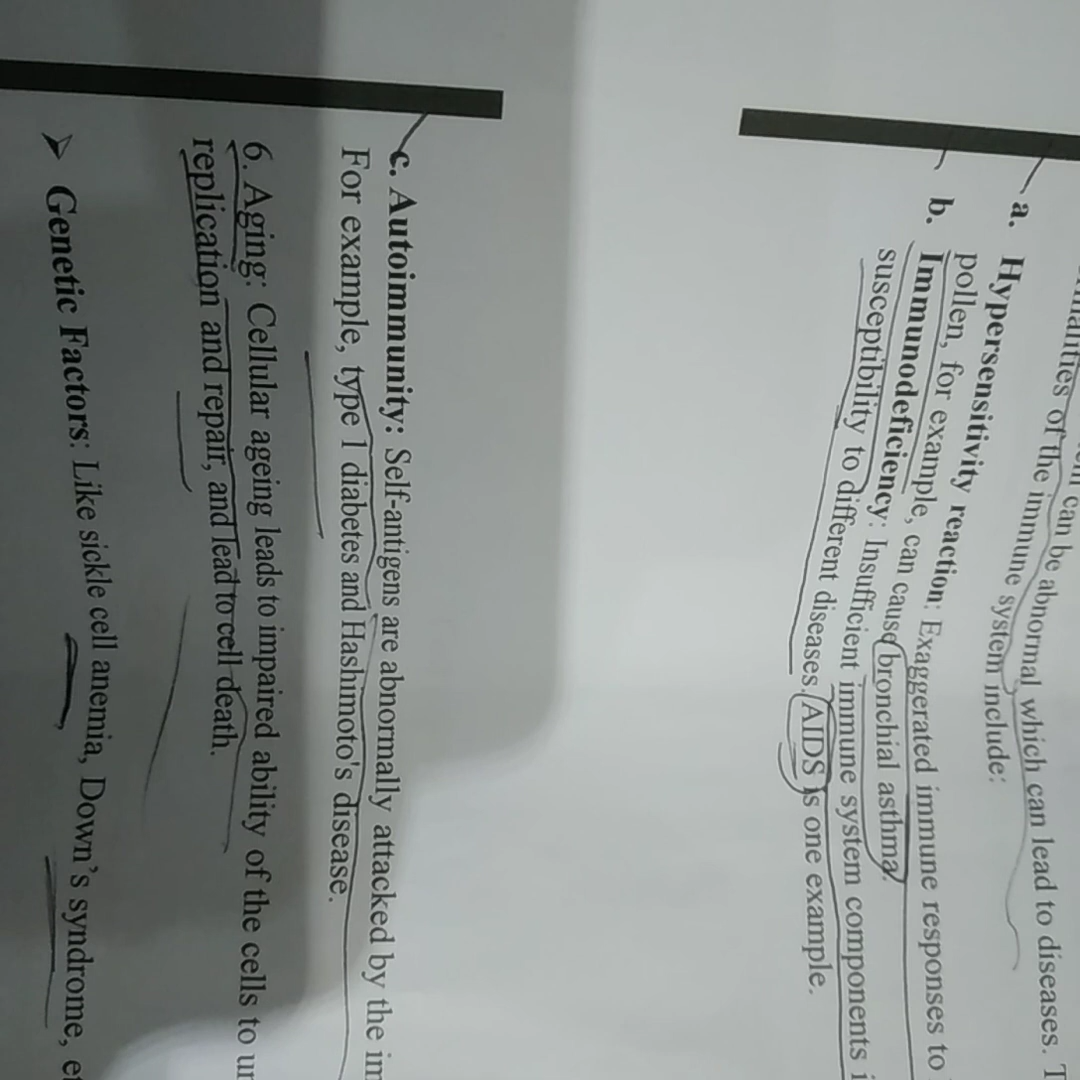 can be abnormal, which can lead to diseases.
of the immune system include:
a. Hypersensitivity reaction: Exaggerated immune responses to
pollen, for example, can cause bronchial asthma.
b. Immunodeficiency: Insufficient immune system components
susceptibility to different diseases. AIDS is one example.
c. Autoimmunity: Self-antigens are abnormally attacked by the
For example, type 1 diabetes and Hashimoto's disease.
6. Aging: Cellular ageing leads to impaired ability of the cells to
replication and repair, and lead to cell death.
➢ Genetic Factors: Like sickle cell anemia, Down's syndrome,